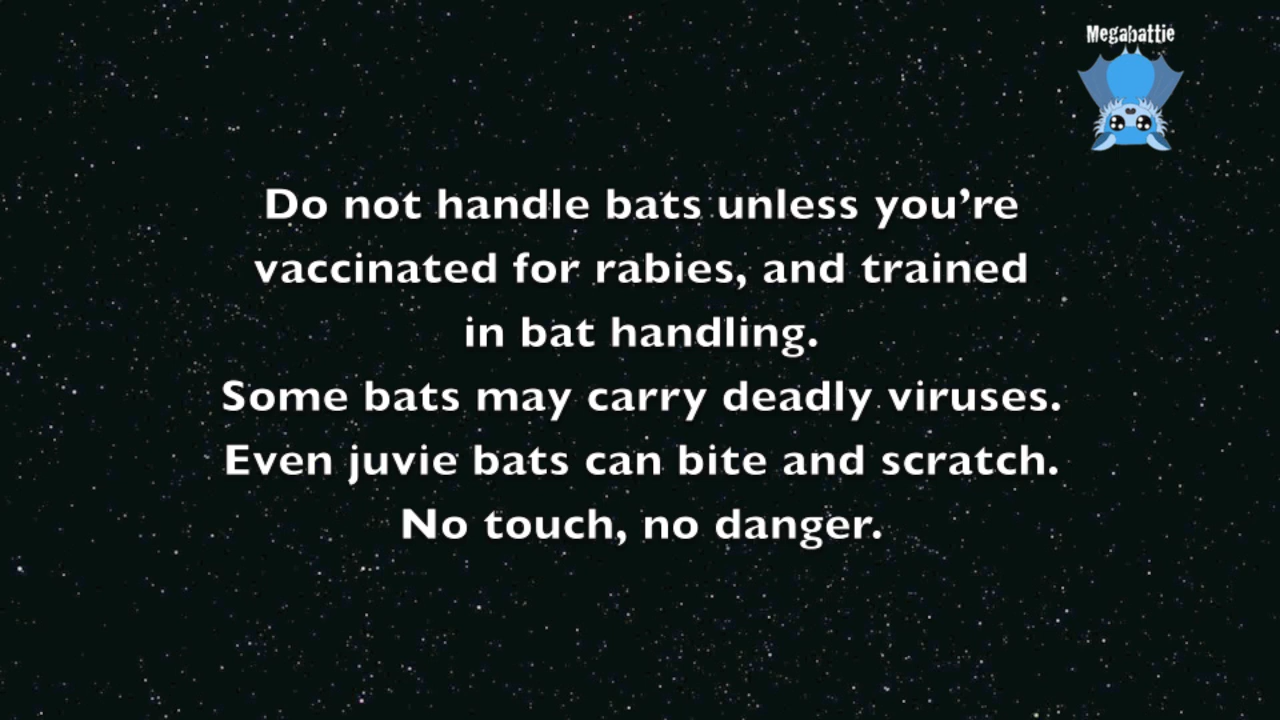 Megabattie
Do not handle bats unless you’re
vaccinated for rabies, and trained
in bat handling.
Some bats may carry deadly viruses.
Even juvie bats can bite and scratch.
No touch, no danger.